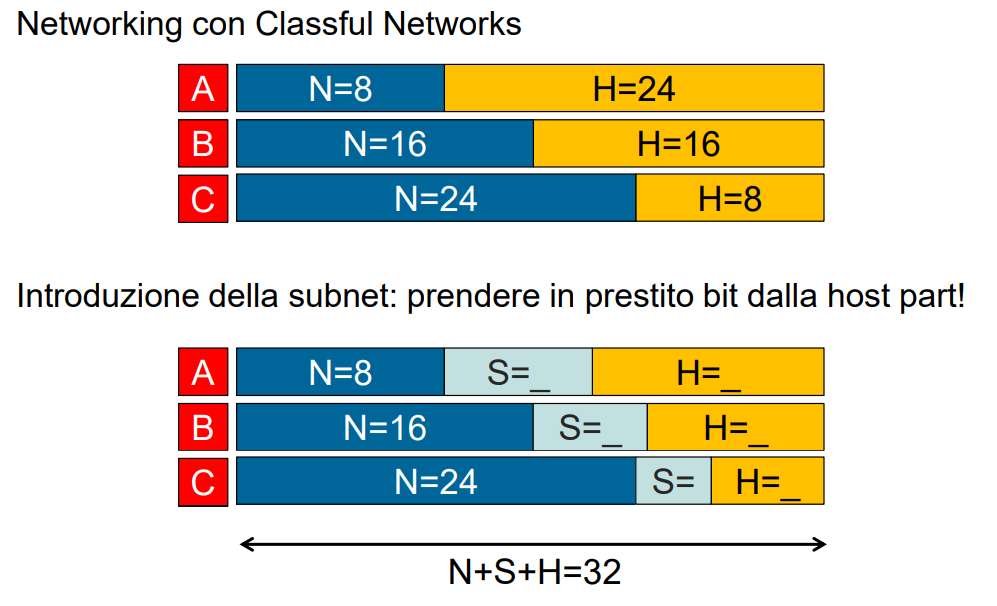 Networking con Classful Networks
A N=8 H=24
B N=16 H=16
C N=24 H=8
Introduzione della subnet: prendere in prestito bit dalla host part!
A N=8 S=_ H=_
B N=16 S=_ H=_
C N=24 S= H=_
N+S+H=32